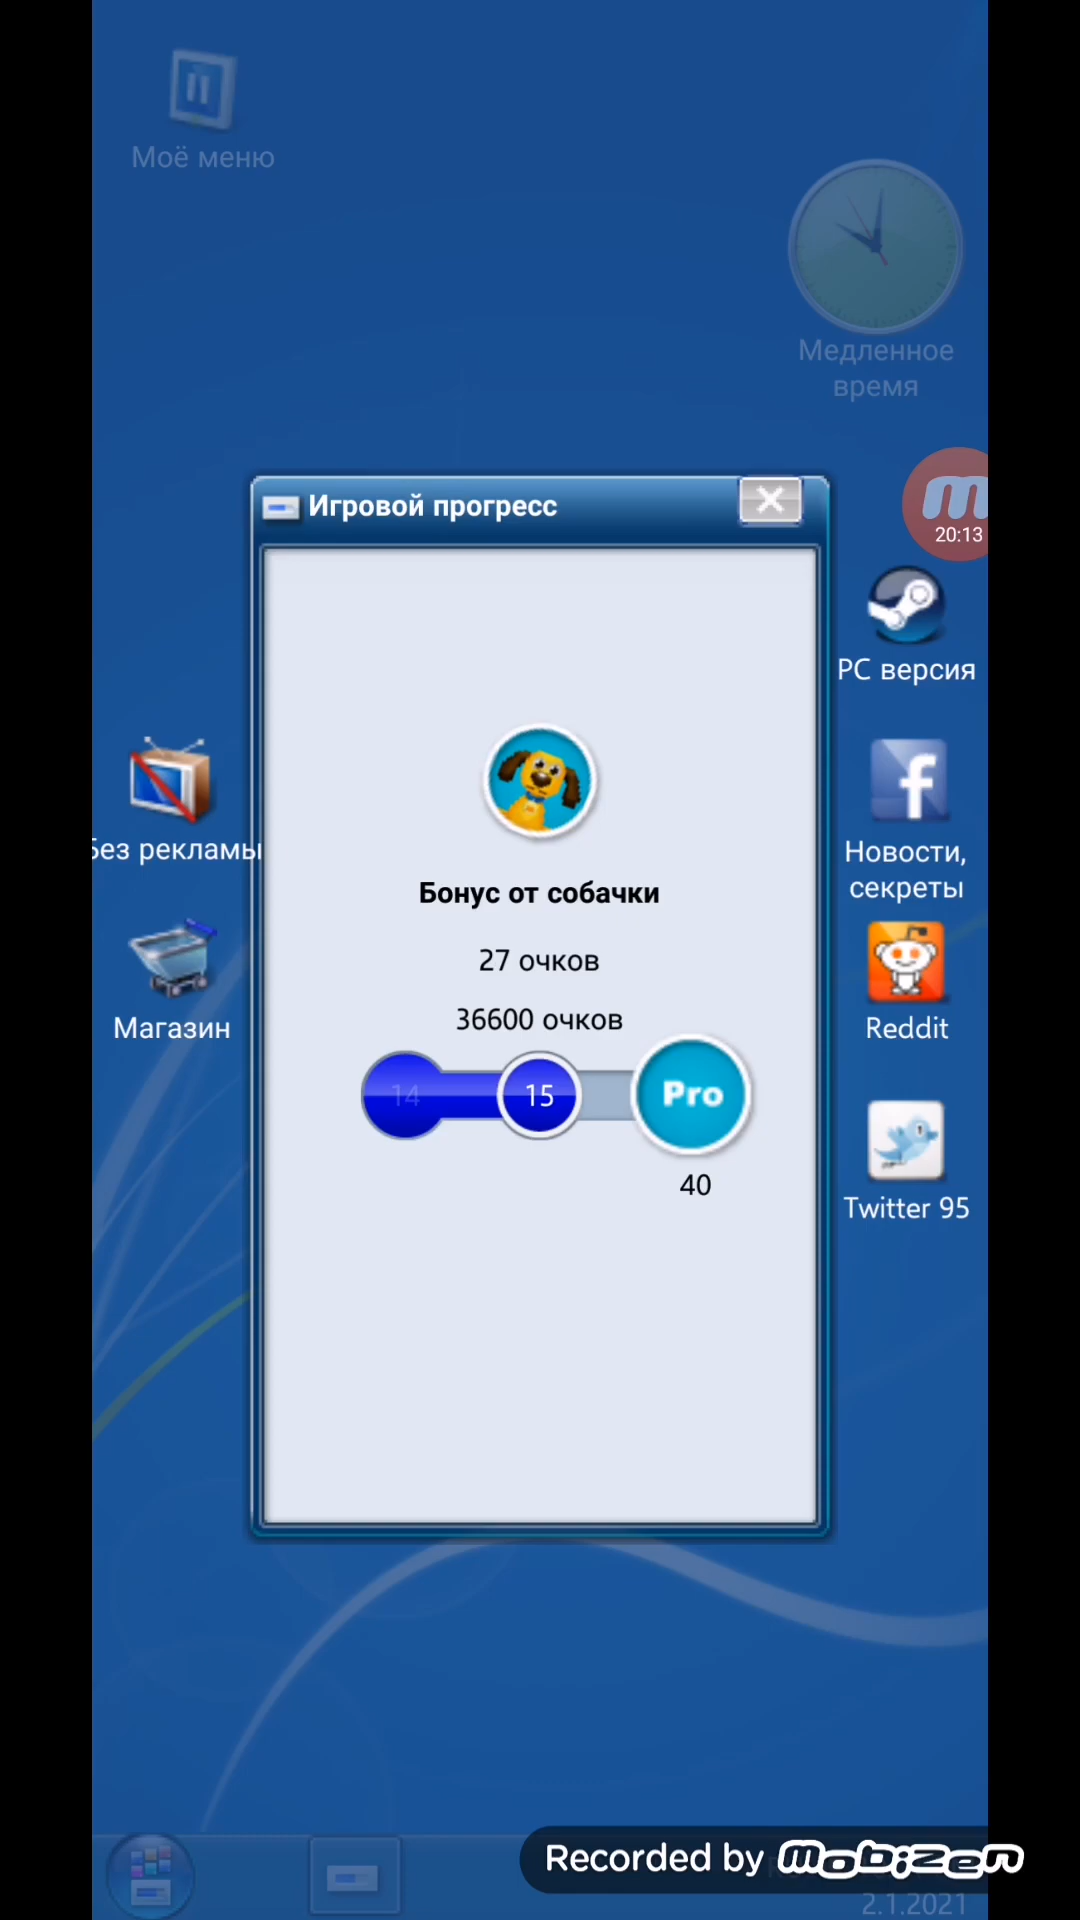 Моё меню
Медленное
время
Игровой прогресс
20:13
PC версия
Без рекламы
Новости,
секреты
Бонус от собачки
27 очков
36600 очков
Магазин
Reddit
14
15
Pro
40
Twitter 95
Recorded by mobizen
2.1.2021